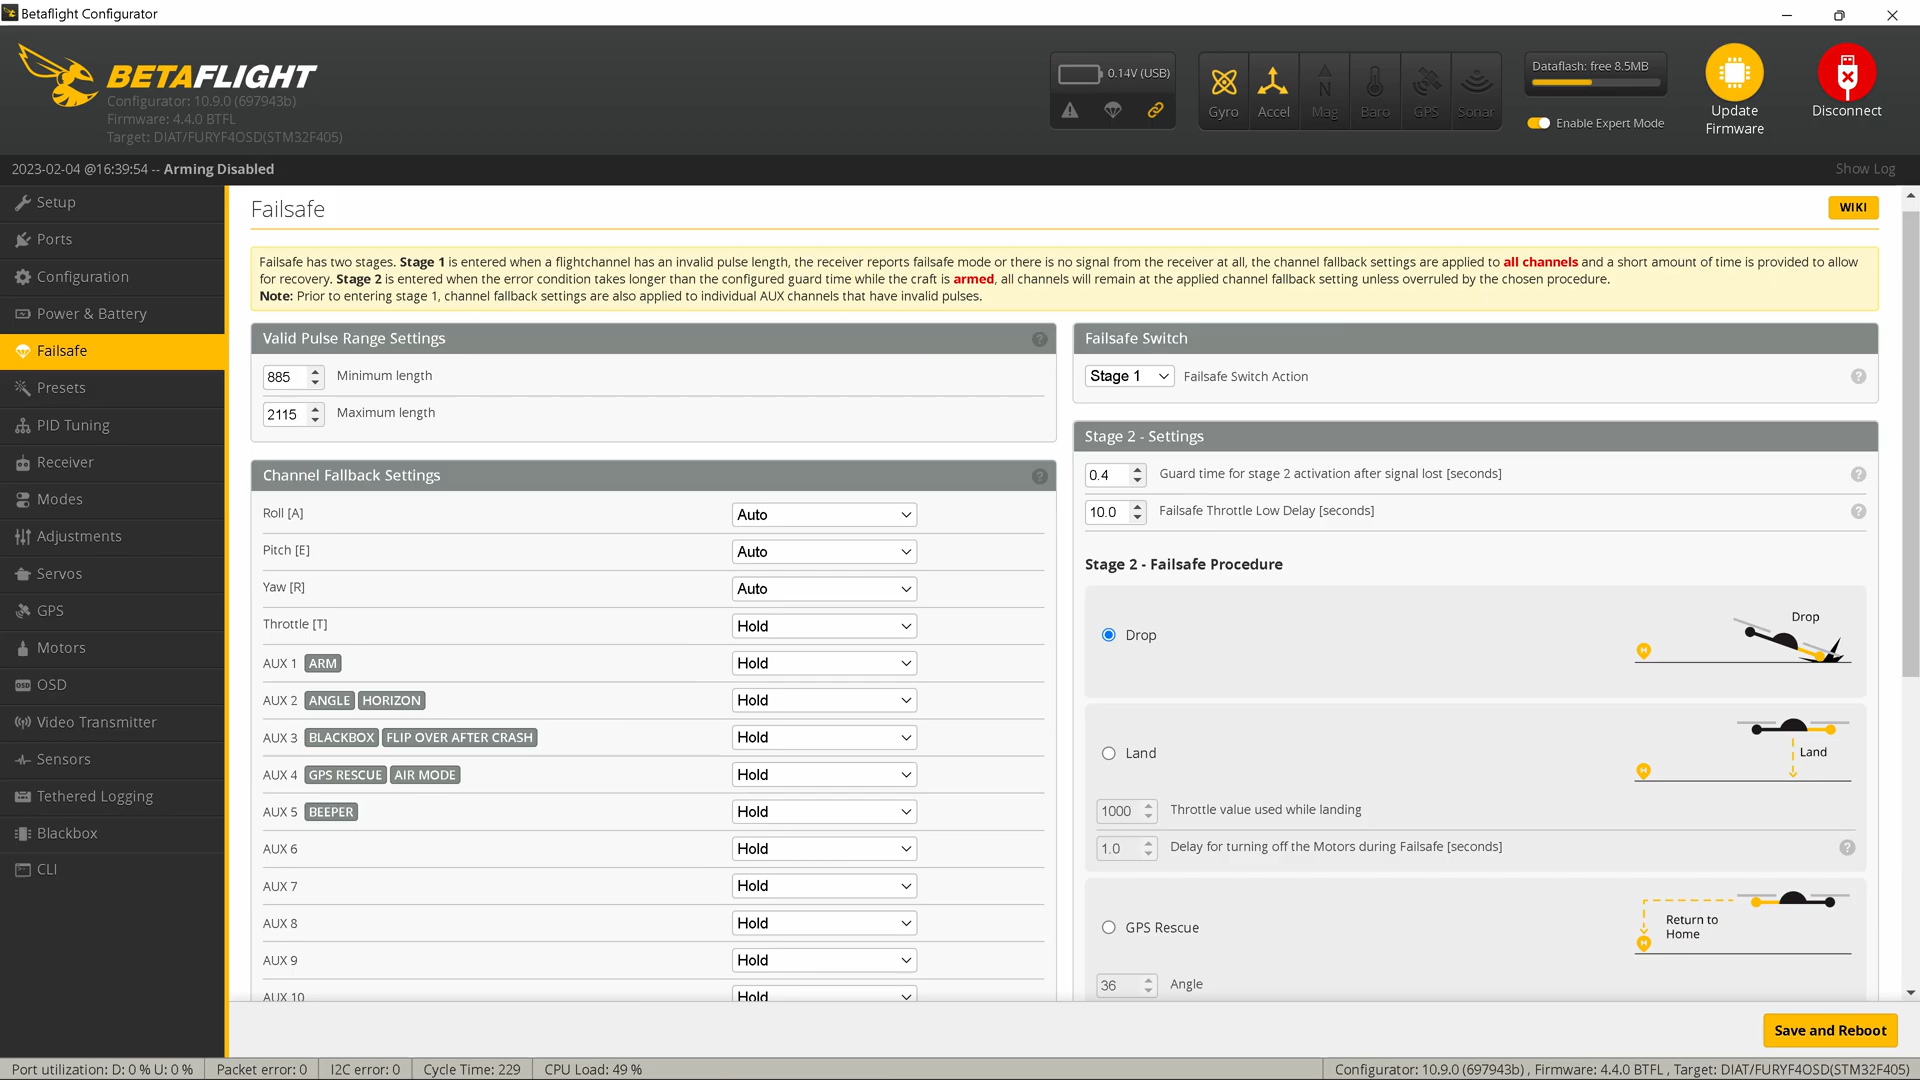 Betaflight Configurator
BETAFLIGHT
Configurator: 10.9.0 (697943b)
Firmware: 4.4.0 BTFL
Target: DIAT/FURYF4OSD(STM32F405)
0.14V (USB)
Gyro
Accel
Mag
Baro
GPS
Sonar
Dataflash: free 8.5MB
Enable Expert Mode
Update
Firmware
Disconnect
2023-02-04 @16:39:54 -- Arming Disabled
Show Log
Setup
Ports
Configuration
Power & Battery
Failsafe
Presets
PID Tuning
Receiver
Modes
Adjustments
Servos
GPS
Motors
OSD
Video Transmitter
Sensors
Tethered Logging
Blackbox
CLI
Failsafe
WIKI
Failsafe has two stages. Stage 1 is entered when a flightchannel has an invalid pulse length, the receiver reports failsafe mode or there is no signal from the receiver at all, the channel fallback settings are applied to all channels and a short amount of time is provided to allow
for recovery. Stage 2 is entered when the error condition takes longer than the configured guard time while the craft is armed, all channels will remain at the applied channel fallback setting unless overruled by the chosen procedure.
Note: Prior to entering stage 1, channel fallback settings are also applied to individual AUX channels that have invalid pulses.
Valid Pulse Range Settings ?
885 Minimum length
2115 Maximum length
Channel Fallback Settings ?
Roll [A] Auto
Pitch [E] Auto
Yaw [R] Auto
Throttle [T] Hold
AUX 1 ARM Hold
AUX 2 ANGLE HORIZON Hold
AUX 3 BLACKBOX FLIP OVER AFTER CRASH Hold
AUX 4 GPS RESCUE AIR MODE Hold
AUX 5 BEEPER Hold
AUX 6 Hold
AUX 7 Hold
AUX 8 Hold
AUX 9 Hold
AUX 10 Hold
Failsafe Switch
Stage 1 Failsafe Switch Action ?
Stage 2 - Settings
0.4 Guard time for stage 2 activation after signal lost [seconds] ?
10.0 Failsafe Throttle Low Delay [seconds] ?
Stage 2 - Failsafe Procedure
Drop
Drop
H
Land
Land
H
1000 Throttle value used while landing
1.0 Delay for turning off the Motors during Failsafe [seconds] ?
GPS Rescue
Return to
Home
H
36 Angle
Save and Reboot
Port utilization: D: 0 % U: 0 %
Packet error: 0
I2C error: 0
Cycle Time: 229
CPU Load: 49 %
Configurator: 10.9.0 (697943b) , Firmware: 4.4.0 BTFL , Target: DIAT/FURYF4OSD(STM32F405)